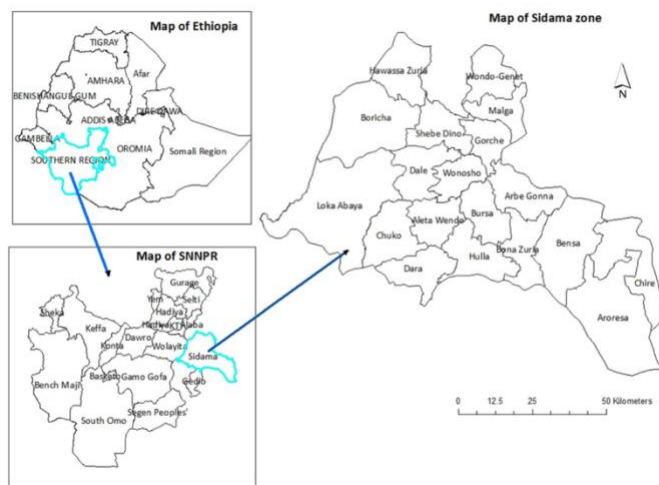 Map of Ethiopia
TIGRAY
AMHARA
Afar
BENISHANGUL GUM
DIRE DAWA
ADDIS ABEBA
GAMBELLA
OROMIA
SOUTHERN REGION
Somali Region
Map of SNNPR
Gurage
Yem
Selti
Hadiya
Sheka
Keffa
Alaba
Dawro
Konta
Wolayita
Sidama
Bench Maji
Basketo
Gamo Gofa
Gedib
South Omo
Segen Peoples'
Map of Sidama zone
N
Hawassa Zuria
Wondo-Genet
Malga
Boricha
Shebe Dino
Gorche
Dale
Wonosho
Loka Abaya
Arbe Gonna
Chuko
Aleta Wendo
Bursa
Bona Zuria
Bensa
Hulla
Dara
Chire
Aroresa
0 12.5 25 50 Kilometers